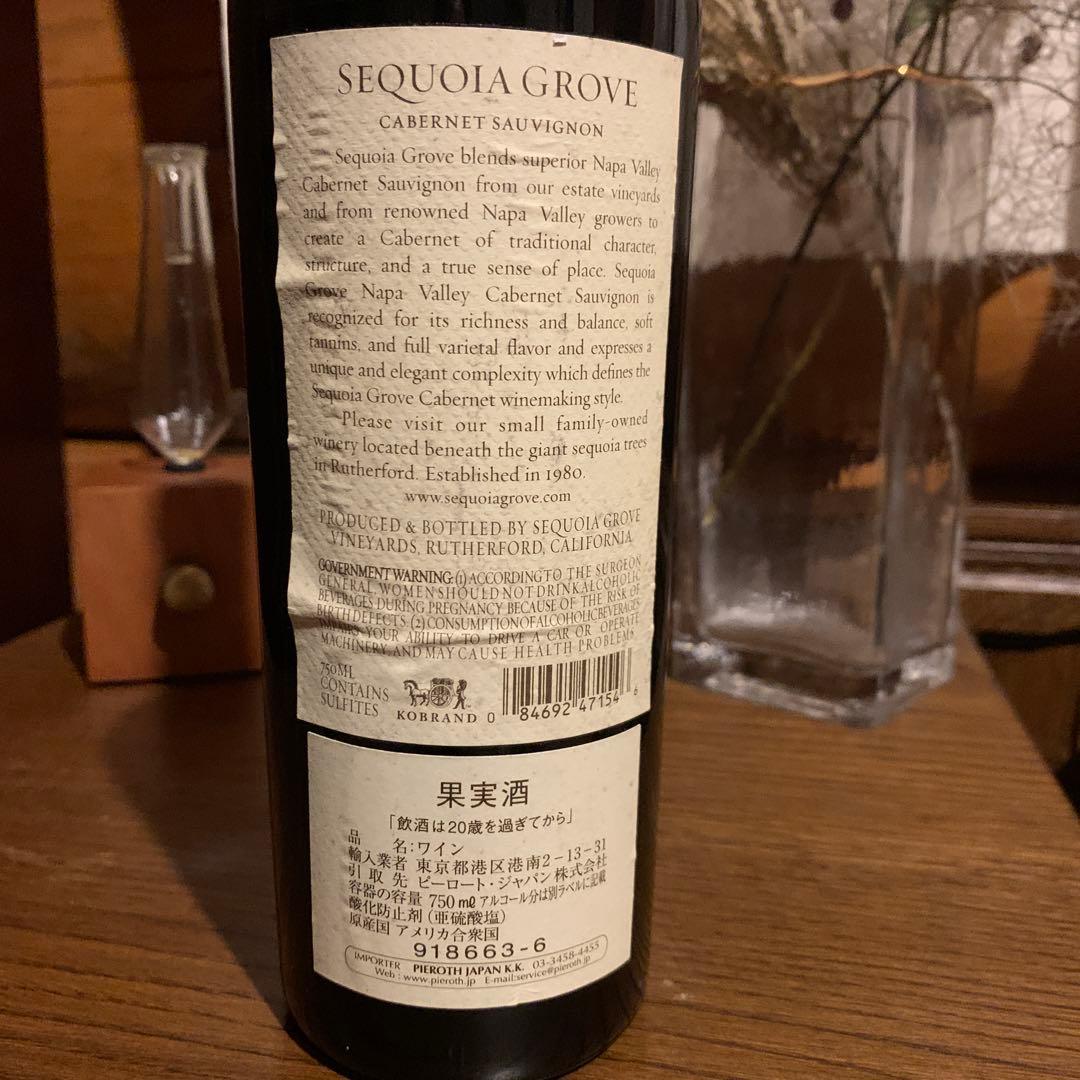 SEQUOIA GROVE
CABERNET SAUVIGNON
Sequoia Grove blends superior Napa Valley
Cabernet Sauvignon from our estate vineyards
and from renowned Napa Valley growers to
create a Cabernet of traditional character,
structure, and a true sense of place. Sequoia
Grove Napa Valley Cabernet Sauvignon is
recognized for its richness and balance, soft
tannins, and full varietal flavor and expresses a
unique and elegant complexity which defines the
Sequoia Grove Cabernet winemaking style.
Please visit our small family-owned
winery located beneath the giant sequoia trees
in Rutherford. Established in 1980.
www.sequoiagrove.com
PRODUCED & BOTTLED BY SEQUOIA GROVE
VINEYARDS, RUTHERFORD, CALIFORNIA
GOVERNMENT WARNING: (1) ACCORDING TO THE SURGEON
GENERAL, WOMEN SHOULD NOT DRINK ALCOHOLIC
BEVERAGES DURING PREGNANCY BECAUSE OF THE RISK OF
BIRTH DEFECTS. (2) CONSUMPTION OF ALCOHOLIC BEVERAGES
IMPAIRS YOUR ABILITY TO DRIVE A CAR OR OPERATE
MACHINERY, AND MAY CAUSE HEALTH PROBLEMS
750ML
CONTAINS
SULFITES
KOBRAND
0 84692 47154 6
果実酒
「飲酒は20歳を過ぎてから」
品 名:ワイン
輸入業者 東京都港区港南2-13-31
引取先 ピーロート・ジャパン株式会社
容器の容量 750mℓ アルコール分は別ラベルに記載
酸化防止剤(亜硫酸塩)
原産国 アメリカ合衆国
918663-6
IMPORTER PIEROTH JAPAN K.K. 03-3458-4455
Web : www.pieroth.jp E-mail:service@pieroth.jp